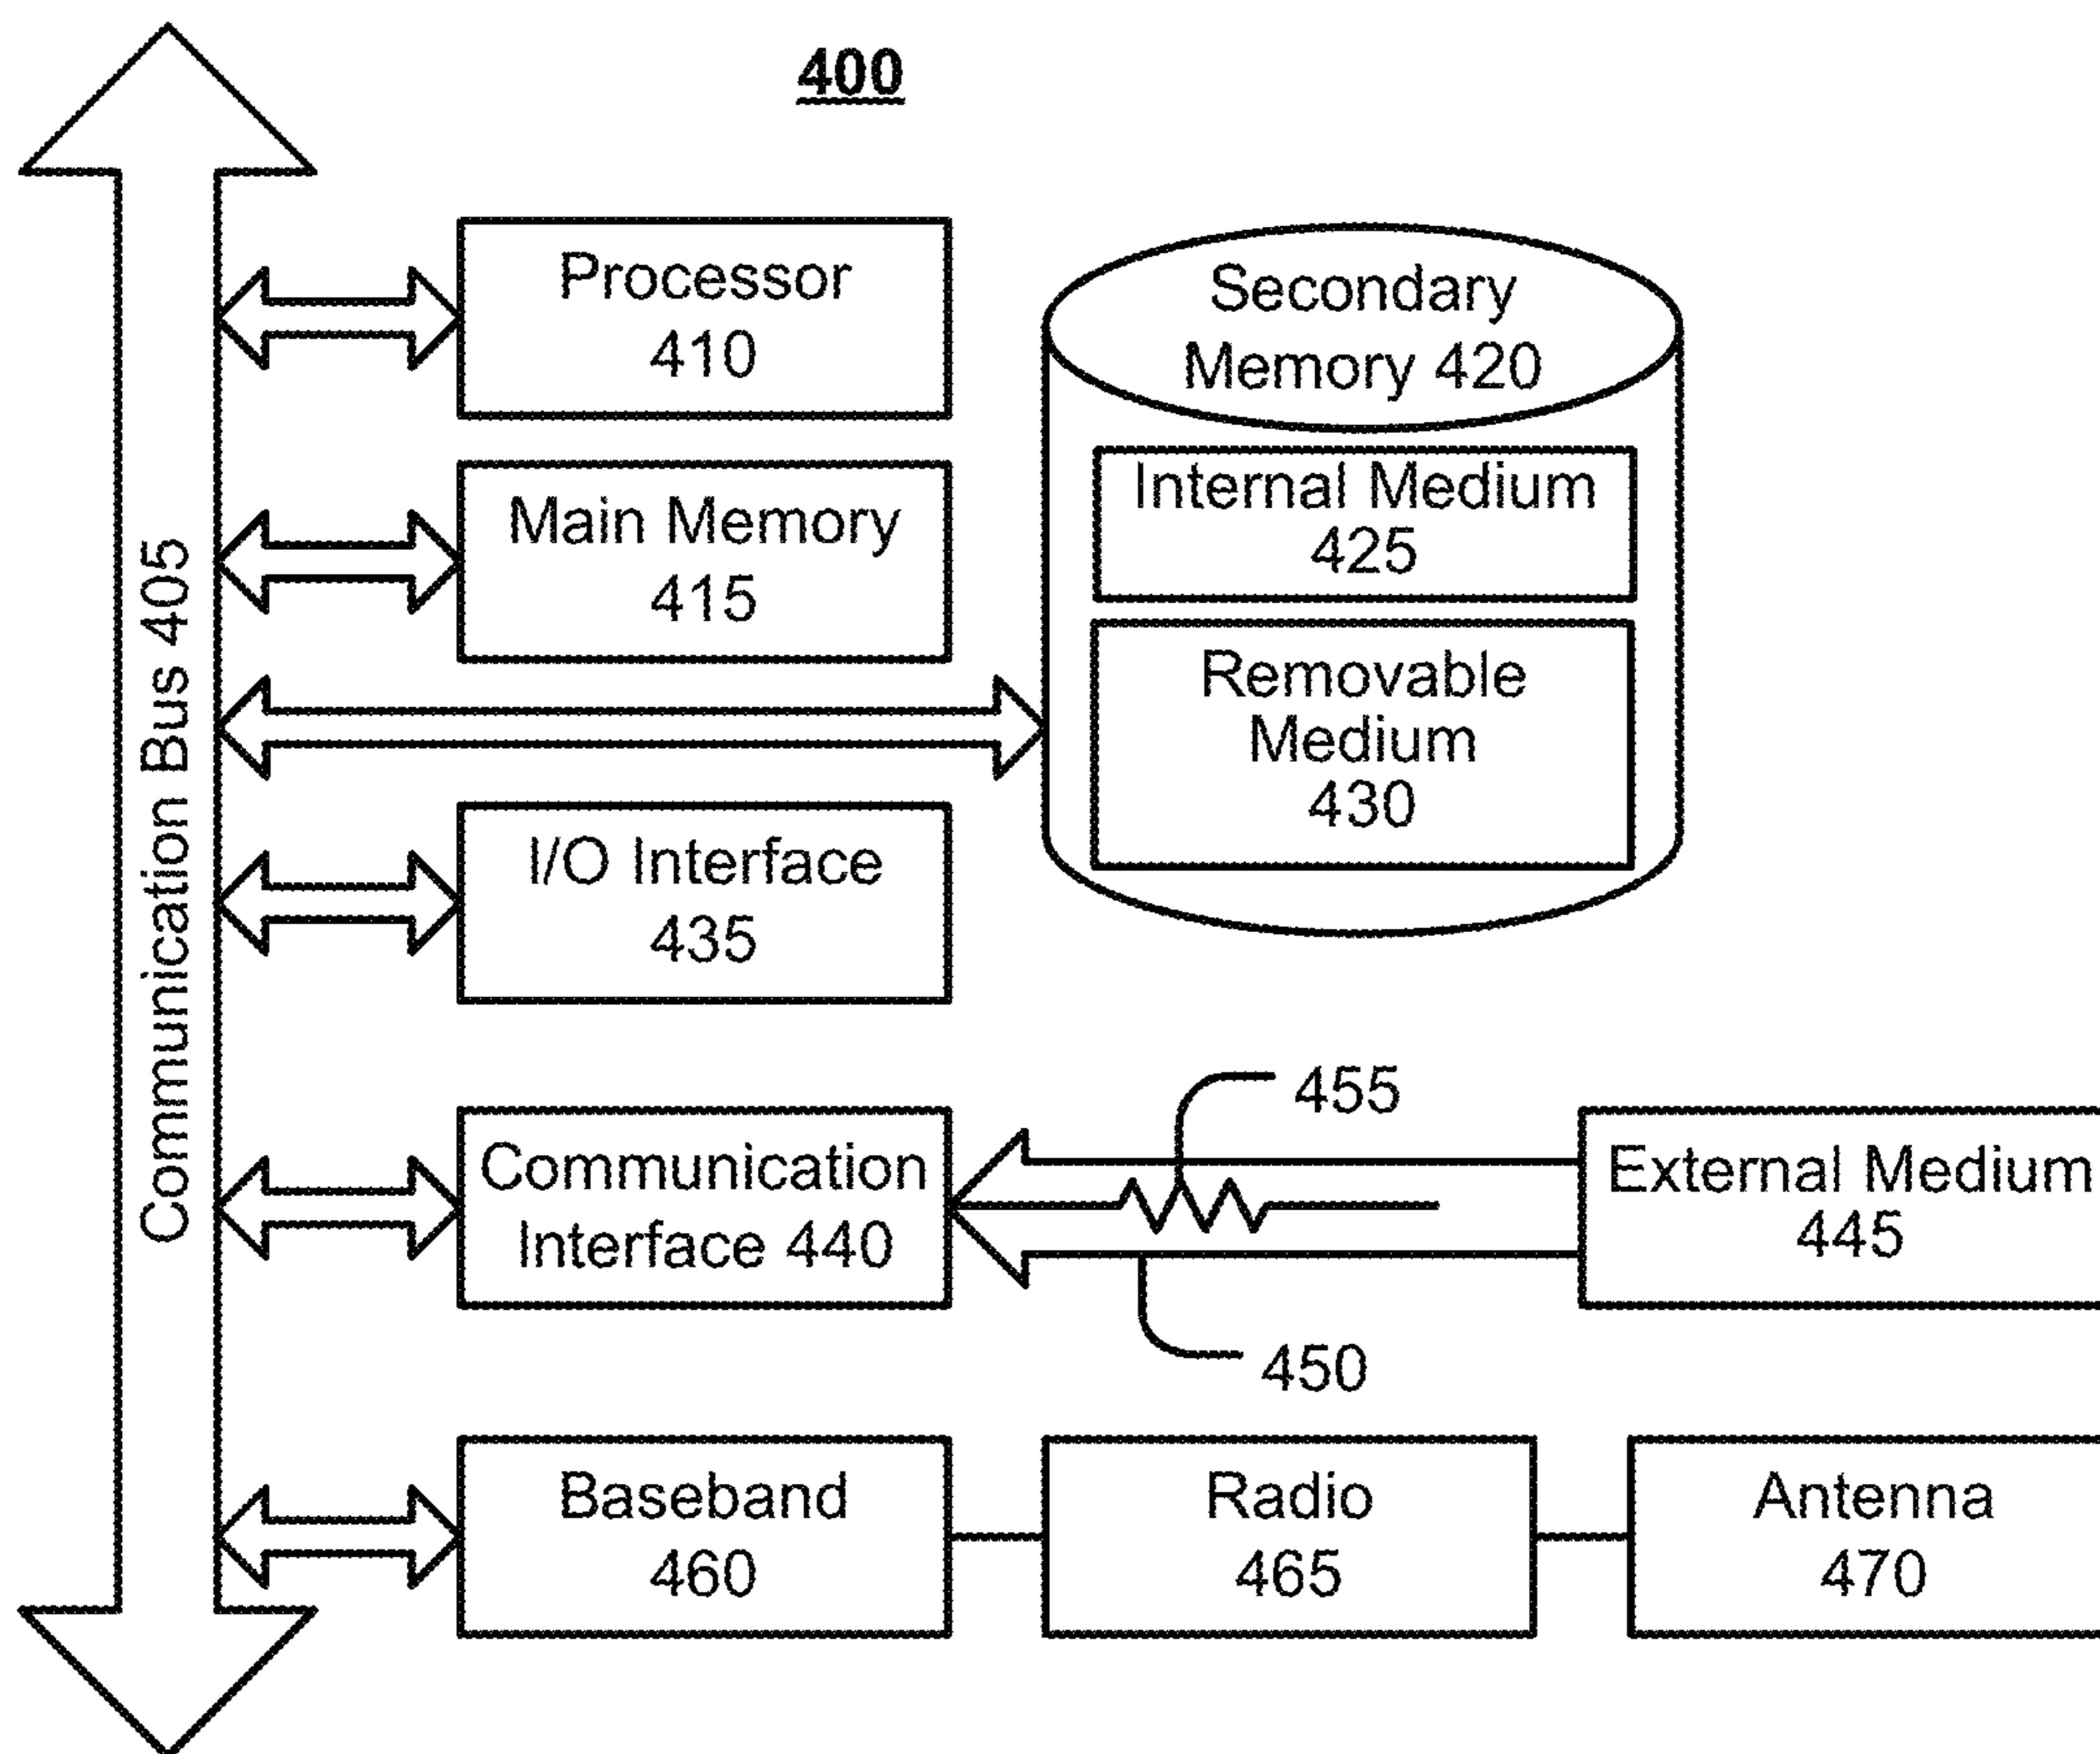 400
Communication Bus 405
Processor
410
Secondary
Memory 420
Internal Medium
425
Main Memory
415
Removable
Medium
430
I/O Interface
435
455
Communication
Interface 440
External Medium
445
450
Baseband
460
Radio
465
Antenna
470